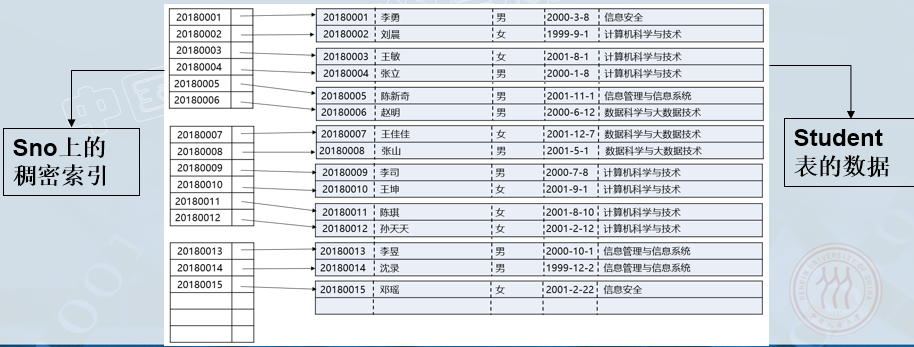 20180001 20180001 李勇 男 2000-3-8 信息安全
20180002 20180002 刘晨 女 1999-9-1 计算机科学与技术
20180003 20180003 王敏 女 2001-8-1 计算机科学与技术
20180004 20180004 张立 男 2000-1-8 计算机科学与技术
20180005 20180005 陈新奇 男 2001-11-1 信息管理与信息系统
20180006 20180006 赵明 男 2000-6-12 数据科学与大数据技术
Sno上的
稠密索引
20180007 20180007 王佳佳 女 2001-12-7 数据科学与大数据技术
20180008 20180008 张山 男 2001-5-1 数据科学与大数据技术
20180009 20180009 李司 男 2000-7-8 计算机科学与技术
20180010 20180010 王坤 女 2001-9-1 计算机科学与技术
20180011 20180011 陈琪 女 2001-8-10 计算机科学与技术
20180012 20180012 孙天天 女 2001-2-12 计算机科学与技术
Student
表的数据
20180013 20180013 李昱 男 2000-10-1 信息管理与信息系统
20180014 20180014 沈录 男 1999-12-2 信息管理与信息系统
20180015 20180015 邓瑶 女 2001-2-22 信息安全